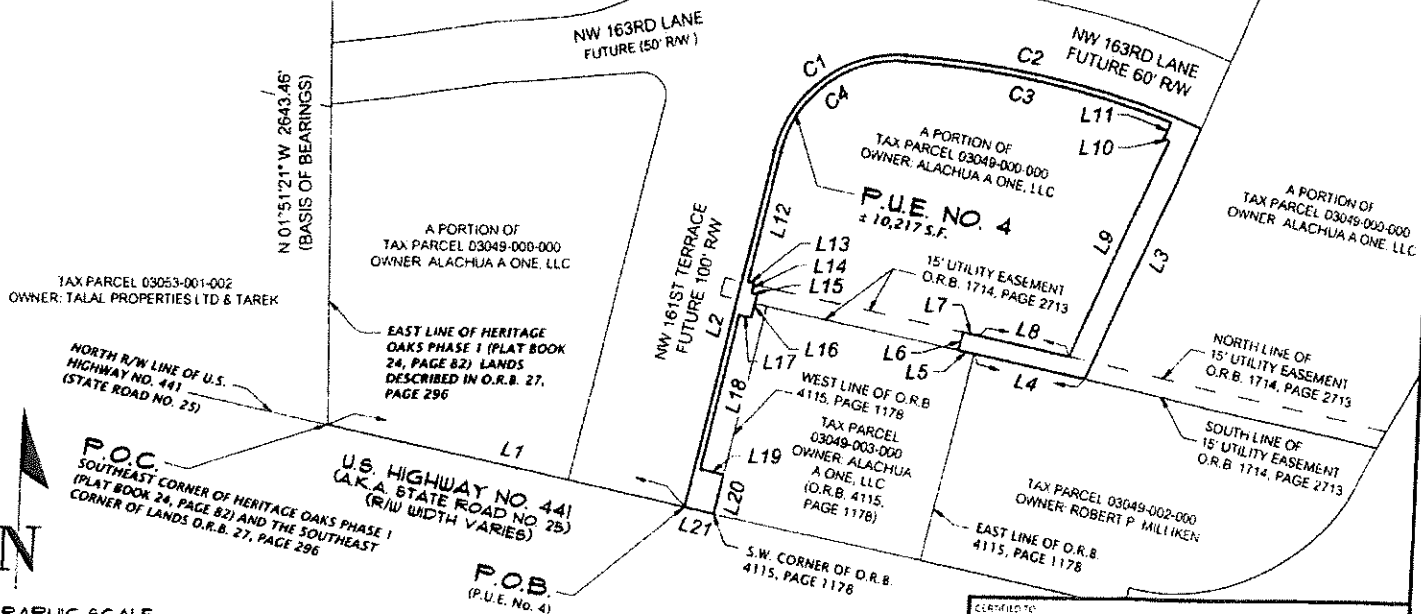 NW 163RD LANE
FUTURE (50' R/W )
NW 163RD LANE
FUTURE 60' R/W
N 01°51'21" W 2643.46'
(BASIS OF BEARINGS)
C1
C4
C2
C3
L11
L10
A PORTION OF
TAX PARCEL 03049-000-000
OWNER: ALACHUA A ONE, LLC
P.U.E. NO. 4
± 10,217 S.F.
A PORTION OF
TAX PARCEL 03049-000-000
OWNER ALACHUA A ONE, LLC
A PORTION OF
TAX PARCEL 03049-000-000
OWNER ALACHUA A ONE, LLC
NW 161ST TERRACE
FUTURE 100' R/W
L12
L9
L3
L13
L14
L15
15' UTILITY EASEMENT
O.R.B. 1714, PAGE 2713
TAX PARCEL 03053-001-002
OWNER: TALAL PROPERTIES LTD & TAREK
L2
L7
L8
L6
L5
L4
L16
L17
EAST LINE OF HERITAGE
OAKS PHASE 1 (PLAT BOOK
24, PAGE 82) LANDS
DESCRIBED IN O.R.B. 27,
PAGE 296
NORTH R/W LINE OF U.S.
HIGHWAY NO. 441
(STATE ROAD NO. 25)
NORTH LINE OF
15' UTILITY EASEMENT
O.R.B. 1714, PAGE 2713
L18
WEST LINE OF O.R.B
4115, PAGE 1178
TAX PARCEL
03049-003-000
OWNER: ALACHUA
A ONE, LLC
(O.R.B. 4115,
PAGE 1178)
SOUTH LINE OF
15' UTILITY EASEMENT
O.R.B 1714, PAGE 2713
P.O.C.
SOUTHEAST CORNER OF HERITAGE OAKS PHASE 1
(PLAT BOOK 24, PAGE 82) AND THE SOUTHEAST
CORNER OF LANDS O.R.B. 27, PAGE 296
L1
U.S. HIGHWAY NO. 441
(A.K.A. STATE ROAD NO. 25)
(R/W WIDTH VARIES)
L19
L20
L21
TAX PARCEL 03049-002-000
OWNER: ROBERT P. MILLIKEN
EAST LINE OF O.R.B.
4115, PAGE 1178
S.W. CORNER OF O.R.B.
4115, PAGE 1178
N
P.O.B.
(P.U.E. No. 4)
CERTIFIED TO